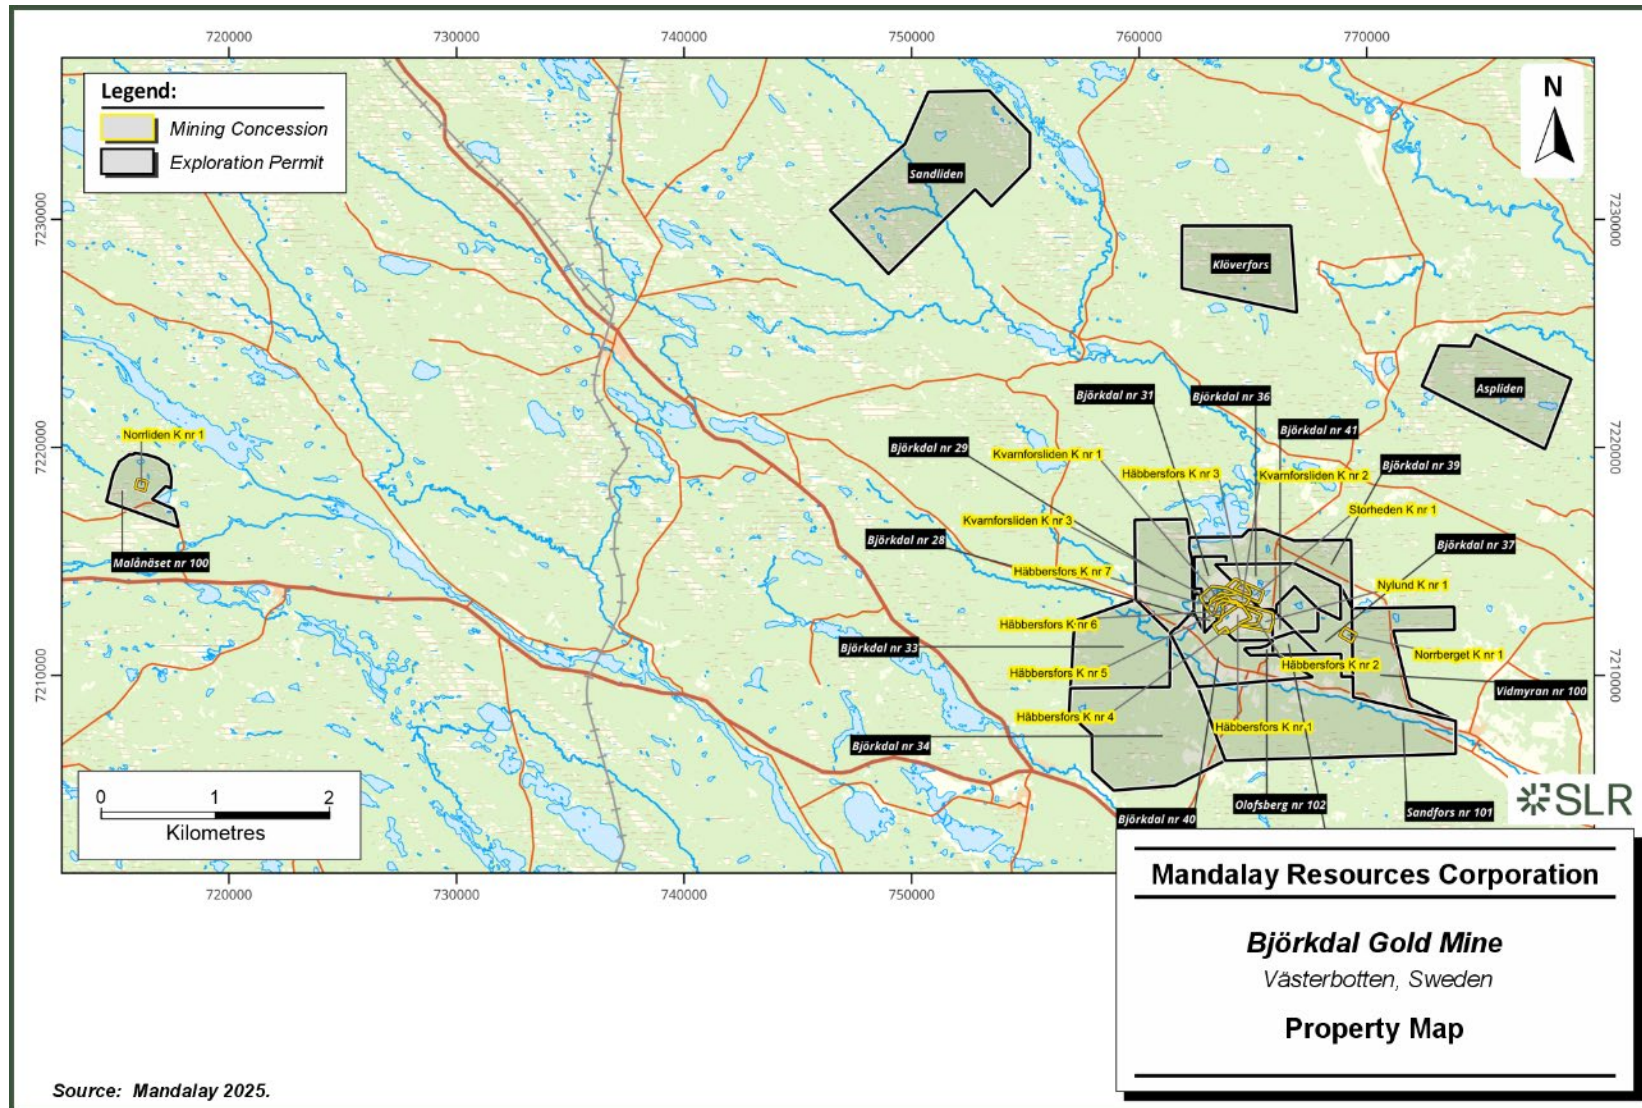 720000
730000
740000
750000
760000
770000
Legend:
Mining Concession
Exploration Permit
N
7230000
7230000
Sandliden
Klöverfors
Aspliden
Björkdal nr 31
Björkdal nr 36
Björkdal nr 41
Norrliden K nr 1
7220000
7220000
Björkdal nr 29
Kvarnforsliden K nr 1
Häbbersfors K nr 3
Kvarnforsliden K nr 2
Björkdal nr 39
Storheden K nr 1
Kvarnforsliden K nr 3
Björkdal nr 28
Björkdal nr 37
Malånäset nr 100
Häbbersfors K nr 7
Nylund K nr 1
Häbbersfors K nr 6
Björkdal nr 33
Norrberget K nr 1
Häbbersfors K nr 2
Häbbersfors K nr 5
7210000
7210000
Vidmyran nr 100
Häbbersfors K nr 4
Häbbersfors K nr 1
Björkdal nr 34
0 1 2
Kilometres
Olofsberg nr 102
Sandfors nr 101
Björkdal nr 40
SLR
720000
730000
740000
750000
Mandalay Resources Corporation
Björkdal Gold Mine
Västerbotten, Sweden
Property Map
Source: Mandalay 2025.